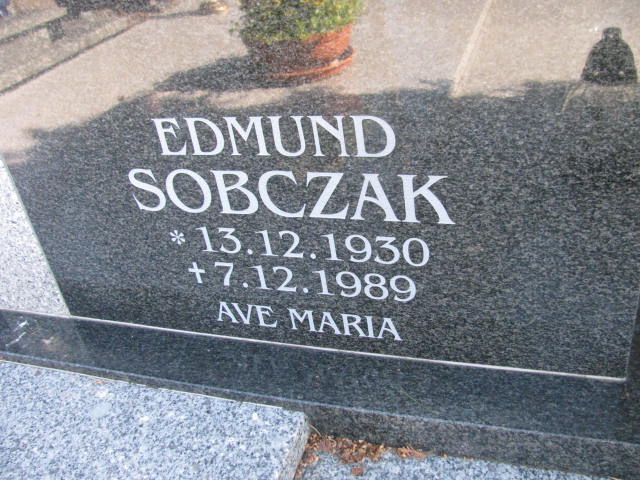 EDMUND
SOBCZAK
* 13.12.1930
✝ 7.12.1989
AVE MARIA